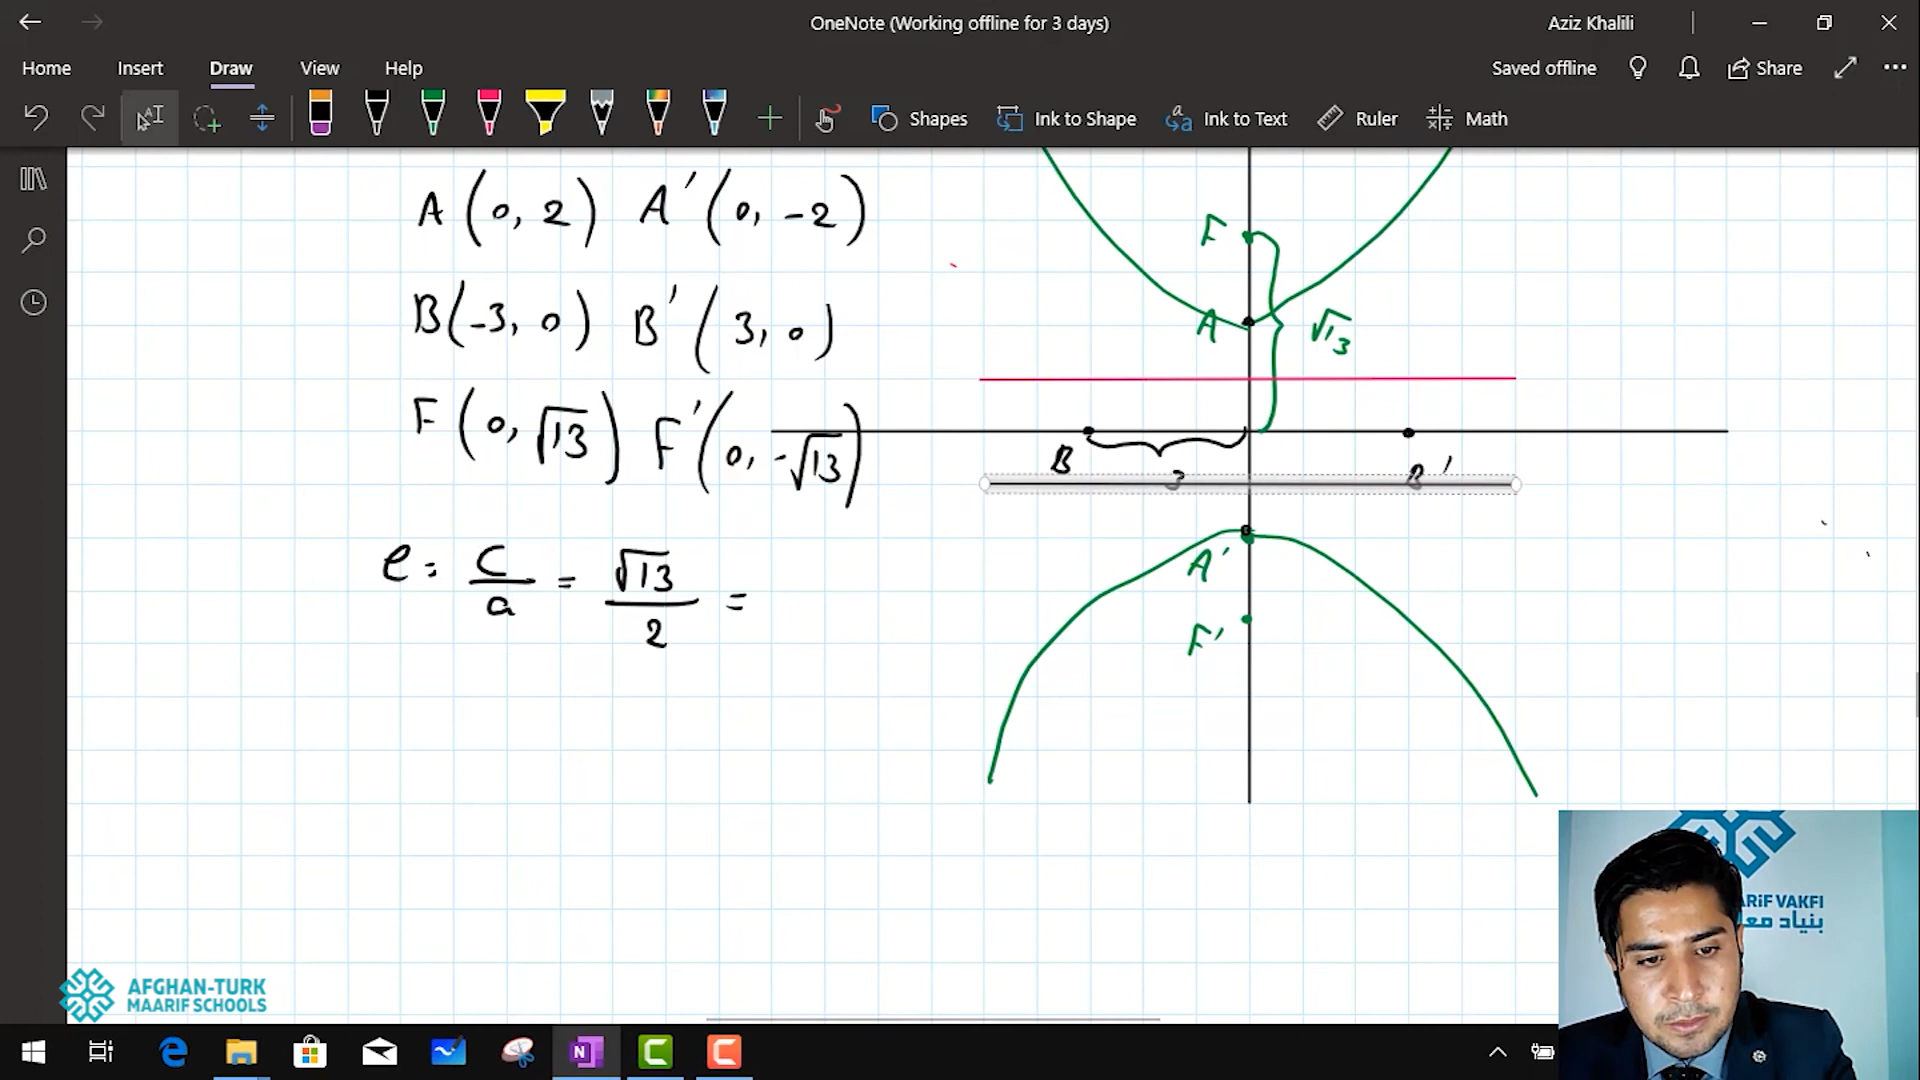 OneNote (Working offline for 3 days)
Aziz Khalili
Home Insert Draw View Help
Saved offline
Share
Shapes
Ink to Shape
Ink to Text
Ruler
Math
A (0, 2) A′ (0, -2)
B (-3, 0) B′ (3, 0)
F (0, √13) F′ (0, -√13)
e = c/a = √13/2 =
F
A
√13
B
3
B′
A′
F′
ARiF VAKFI
بنیاد معا
AFGHAN-TURK
MAARIF SCHOOLS